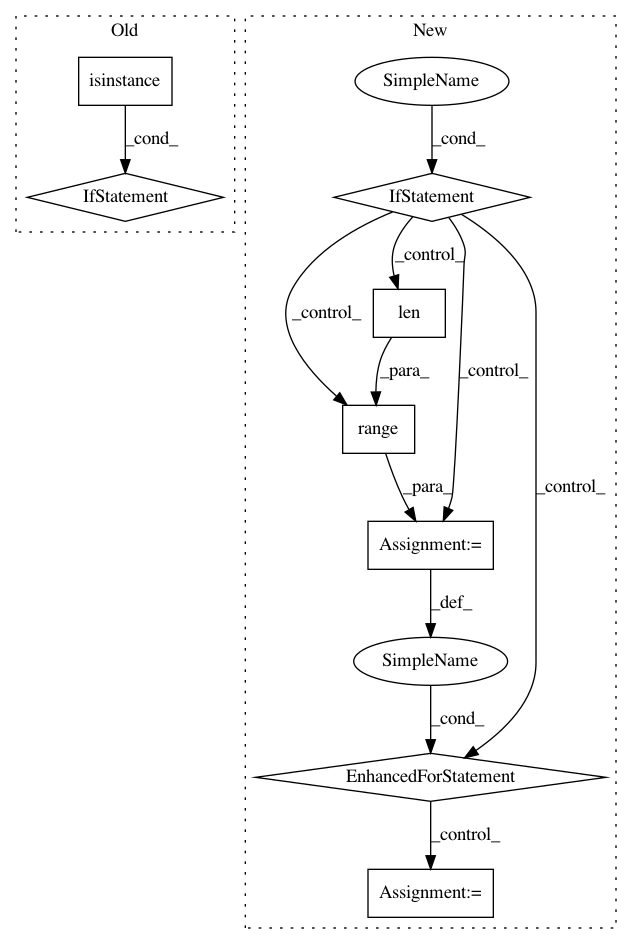 Old
New
isinstance
SimpleName
_cond_
_cond_
IfStatement
IfStatement
_control_
len
_control_
_para_
_control_
range
_control_
_para_
Assignment:=
_def_
SimpleName
_cond_
EnhancedForStatement
_control_
Assignment:=